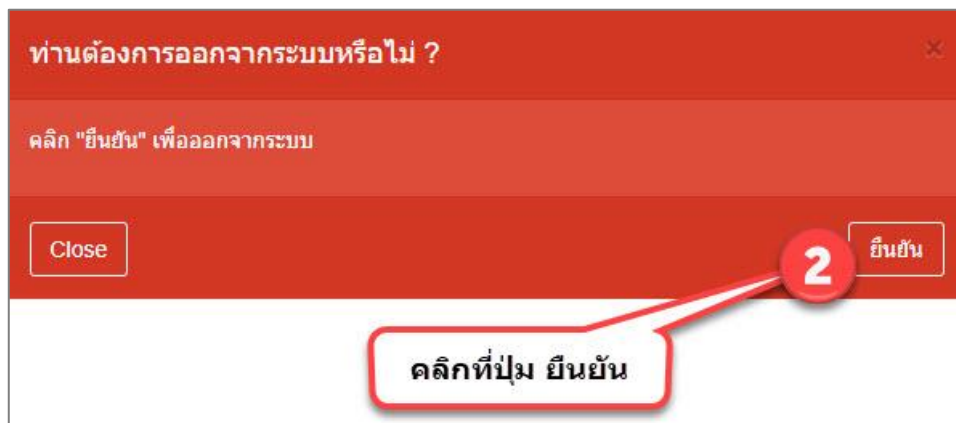 ท่านต้องการออกจากระบบหรือไม่ ?
×
คลิก "ยืนยัน" เพื่อออกจากระบบ
Close
ยืนยัน
2
คลิกที่ปุ่ม ยืนยัน